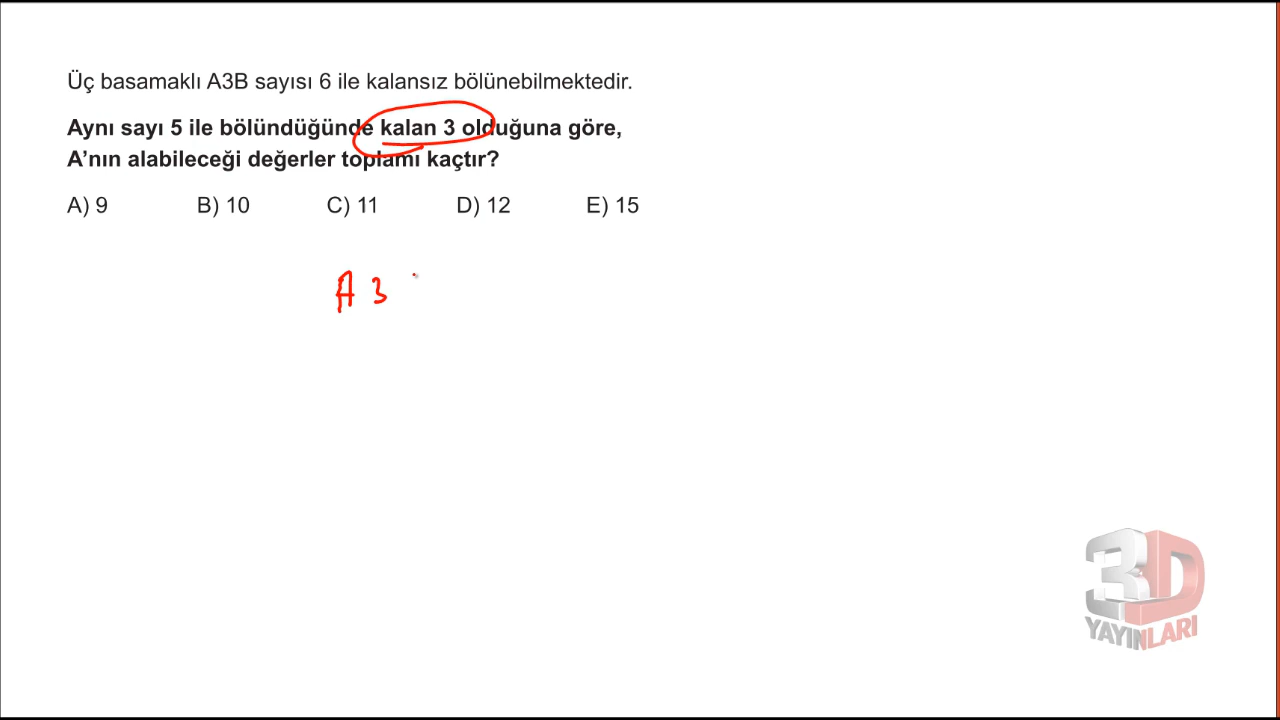 Üç basamaklı A3B sayısı 6 ile kalansız bölünebilmektedir.
Aynı sayı 5 ile bölündüğünde kalan 3 olduğuna göre,
A’nın alabileceği değerler toplamı kaçtır?
A) 9 B) 10 C) 11 D) 12 E) 15
A 3
3D
YAYINLARI